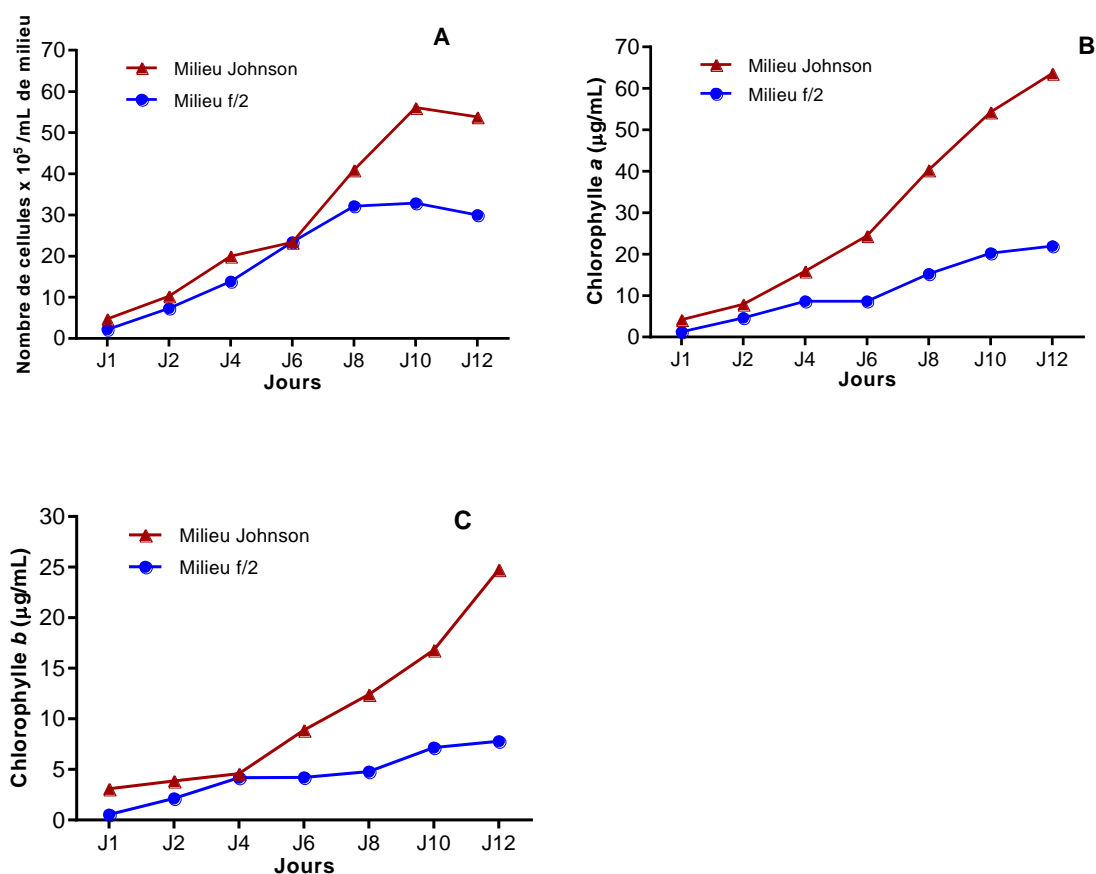 A
Nombre de cellules x 10⁵ /mL de milieu
70
60
50
40
30
20
10
0
Milieu Johnson
Milieu f/2
J1 J2 J4 J6 J8 J10 J12
Jours
B
Chlorophylle a (µg/mL)
70
60
50
40
30
20
10
0
Milieu Johnson
Milieu f/2
J1 J2 J4 J6 J8 J10 J12
Jours
C
Chlorophylle b (µg/mL)
30
25
20
15
10
5
0
Milieu Johnson
Milieu f/2
J1 J2 J4 J6 J8 J10 J12
Jours